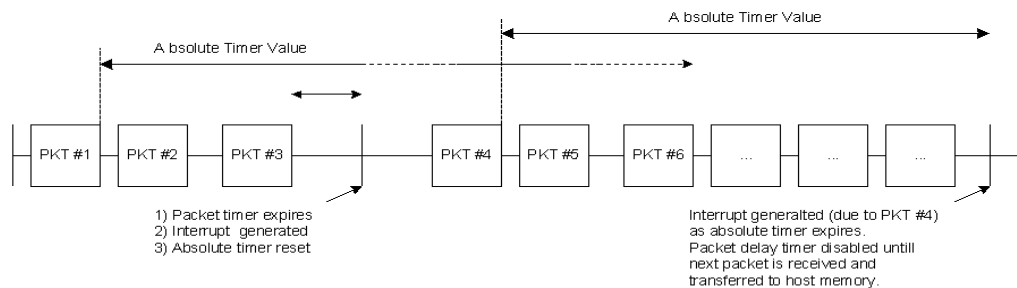 A bsolute Timer Value
A bsolute Timer Value
PKT #1
PKT #2
PKT #3
PKT #4
PKT #5
PKT #6
...
...
...
1) Packet timer expires
2) Interrupt generated
3) Absolute timer reset
Interrupt generalted (due to PKT #4)
as absolute timer expires.
Packet delay timer disabled untill
next packet is received and
transferred to host memory.